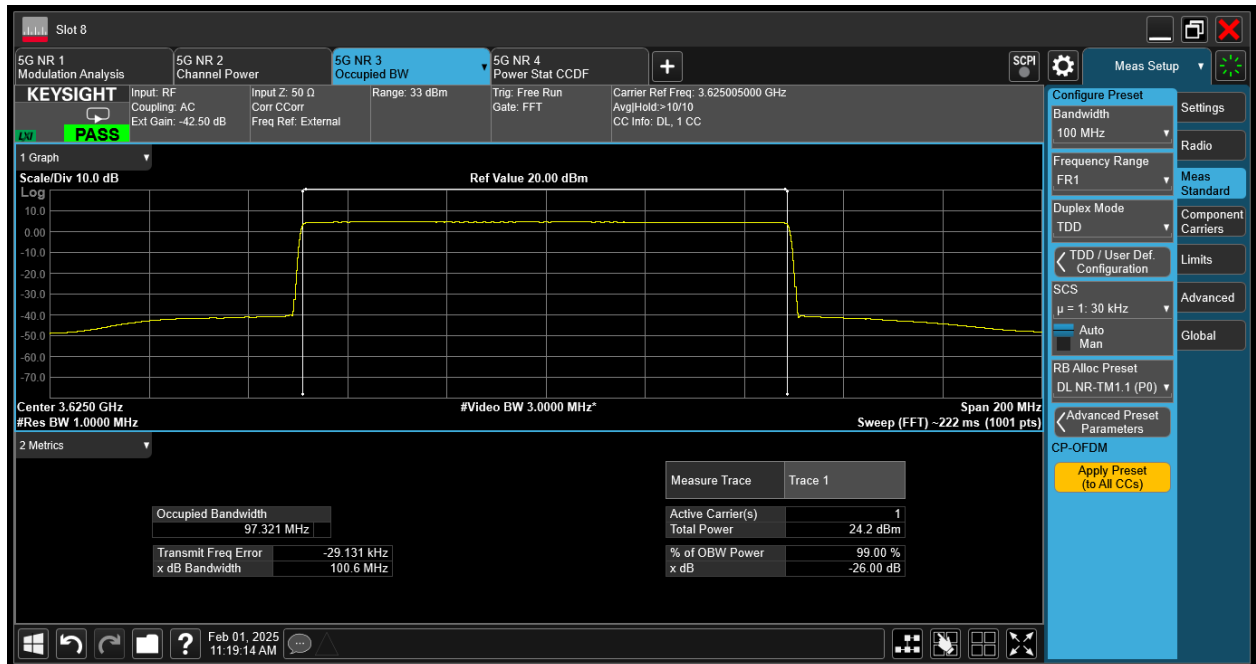 Slot 8
5G NR 1
Modulation Analysis
5G NR 2
Channel Power
5G NR 3
Occupied BW
5G NR 4
Power Stat CCDF
SCPI
Meas Setup
KEYSIGHT
LXI
PASS
Input: RF
Coupling: AC
Ext Gain: -42.50 dB
Input Z: 50 Ω
Corr CCorr
Freq Ref: External
Range: 33 dBm
Trig: Free Run
Gate: FFT
Carrier Ref Freq: 3.625005000 GHz
Avg|Hold:>10/10
CC Info: DL, 1 CC
1 Graph
Scale/Div 10.0 dB
Ref Value 20.00 dBm
Log
10.0
0.00
-10.0
-20.0
-30.0
-40.0
-50.0
-60.0
-70.0
Center 3.6250 GHz
#Video BW 3.0000 MHz*
Span 200 MHz
#Res BW 1.0000 MHz
Sweep (FFT) ~222 ms (1001 pts)
2 Metrics
Measure Trace Trace 1
Occupied Bandwidth
97.321 MHz
Transmit Freq Error -29.131 kHz
x dB Bandwidth 100.6 MHz
Active Carrier(s) 1
Total Power 24.2 dBm
% of OBW Power 99.00 %
x dB -26.00 dB
Configure Preset
Bandwidth
100 MHz
Frequency Range
FR1
Duplex Mode
TDD
TDD / User Def.
Configuration
SCS
μ = 1: 30 kHz
Auto
Man
RB Alloc Preset
DL NR-TM1.1 (P0)
Advanced Preset
Parameters
CP-OFDM
Apply Preset
(to All CCs)
Settings
Radio
Meas
Standard
Component
Carriers
Limits
Advanced
Global
?
Feb 01, 2025
11:19:14 AM